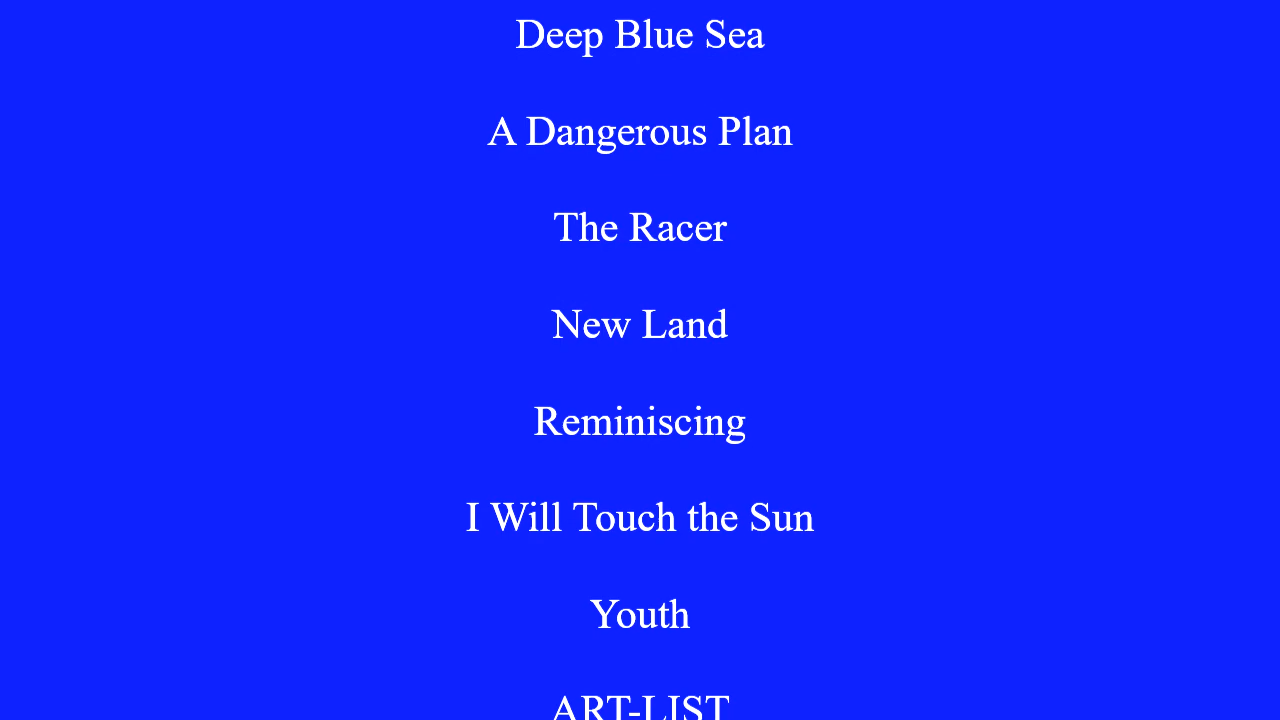 Deep Blue Sea
A Dangerous Plan
The Racer
New Land
Reminiscing
I Will Touch the Sun
Youth
ART-LIST